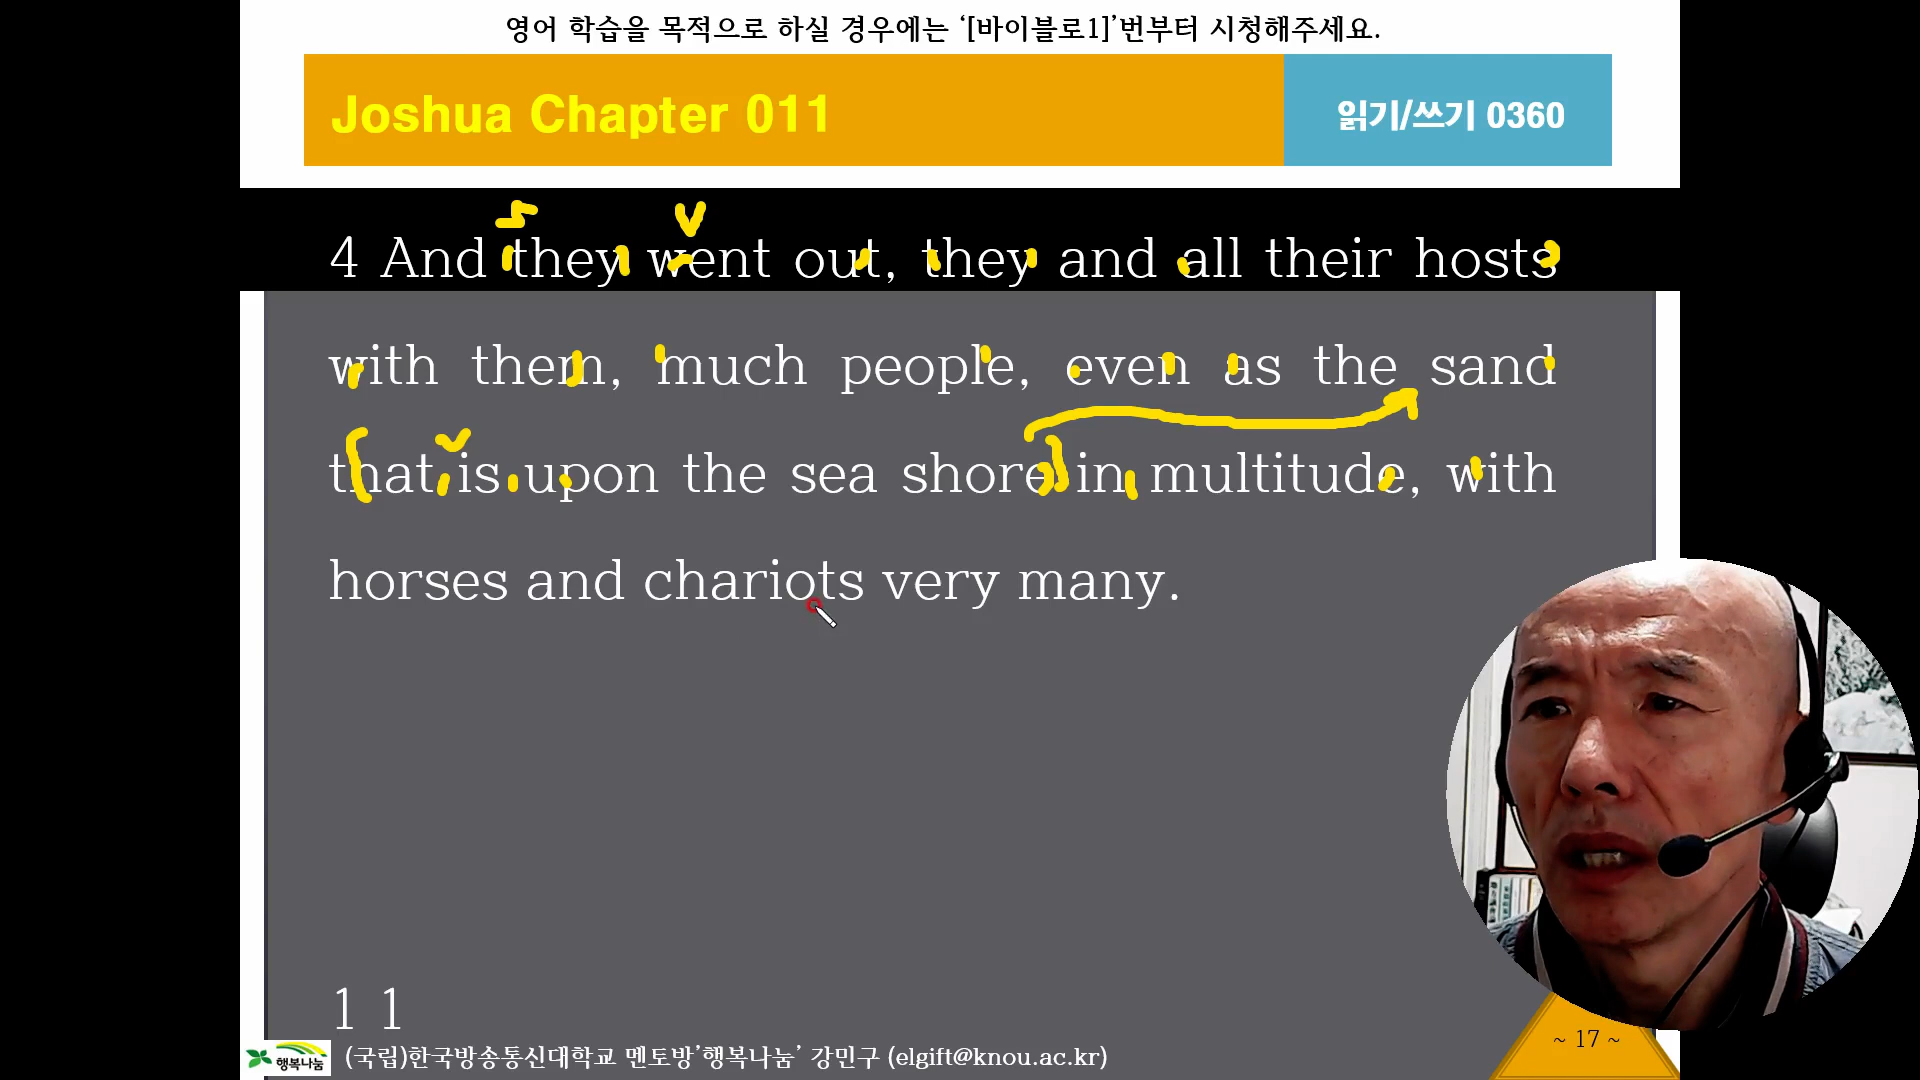 영어 학습을 목적으로 하실 경우에는 ‘[바이블로1]’번부터 시청해주세요.
Joshua Chapter 011
읽기/쓰기 0360
4 And they went out, they and all their hosts
with them, much people, even as the sand
that is upon the sea shore in multitude, with
horses and chariots very many.
1 1
행복나눔
(국립)한국방송통신대학교 멘토방’행복나눔’ 강민구 (elgift@knou.ac.kr)
~ 17 ~